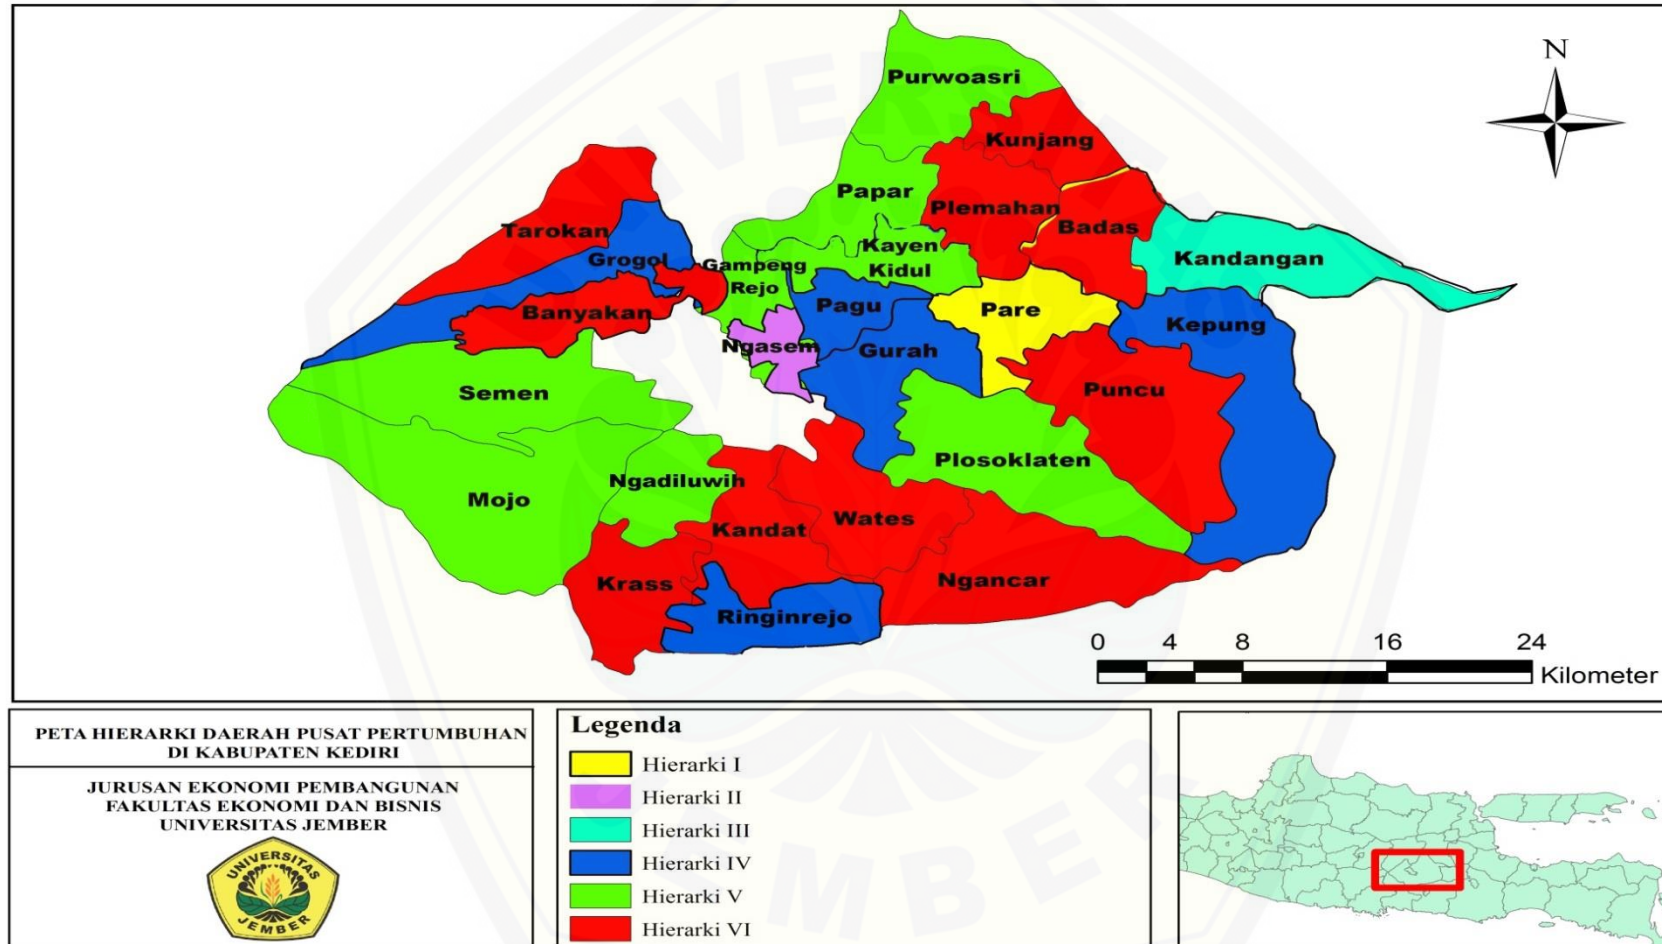 N
Purwoasri
Kunjang
Papar
Plemahan
Badas
Tarokan
Grogol
Gampeng
Rejo
Kayen
Kidul
Kandangan
Banyakan
Pagu
Pare
Kepung
Ngasem
Gurah
Semen
Puncu
Mojo
Ngadiluwih
Plosoklaten
Kandat
Wates
Krass
Ngancar
Ringinrejo
0 4 8 16 24
Kilometer
PETA HIERARKI DAERAH PUSAT PERTUMBUHAN
DI KABUPATEN KEDIRI
JURUSAN EKONOMI PEMBANGUNAN
FAKULTAS EKONOMI DAN BISNIS
UNIVERSITAS JEMBER
UNIVERSITAS
JEMBER
Legenda
Hierarki I
Hierarki II
Hierarki III
Hierarki IV
Hierarki V
Hierarki VI
UNIVERSITAS
JEMBER